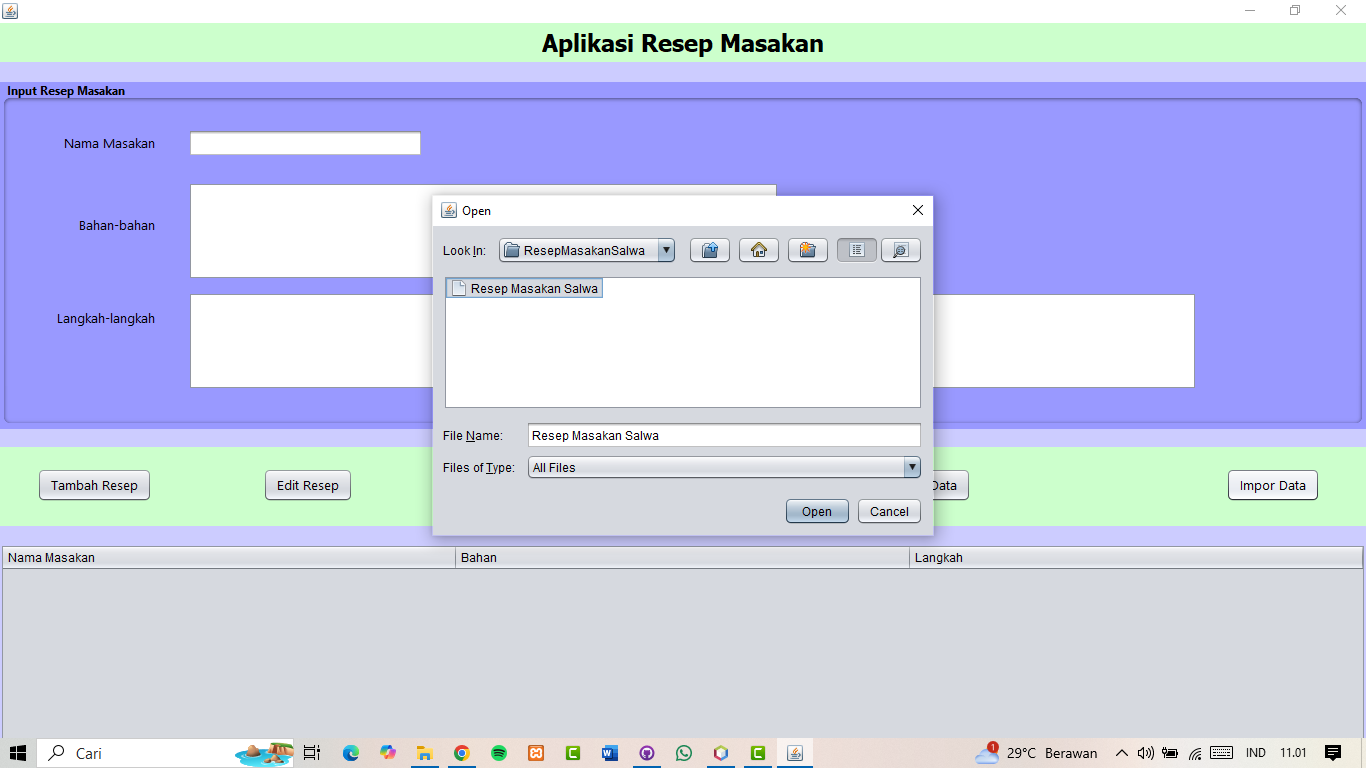 Aplikasi Resep Masakan
Input Resep Masakan
Nama Masakan
Bahan-bahan
Langkah-langkah
Open
Look In: ResepMasakanSalwa
Resep Masakan Salwa
File Name: Resep Masakan Salwa
Files of Type: All Files
Open Cancel
Tambah Resep Edit Resep Data Impor Data
Nama Masakan Bahan Langkah
Cari 1 29°C Berawan IND 11.01